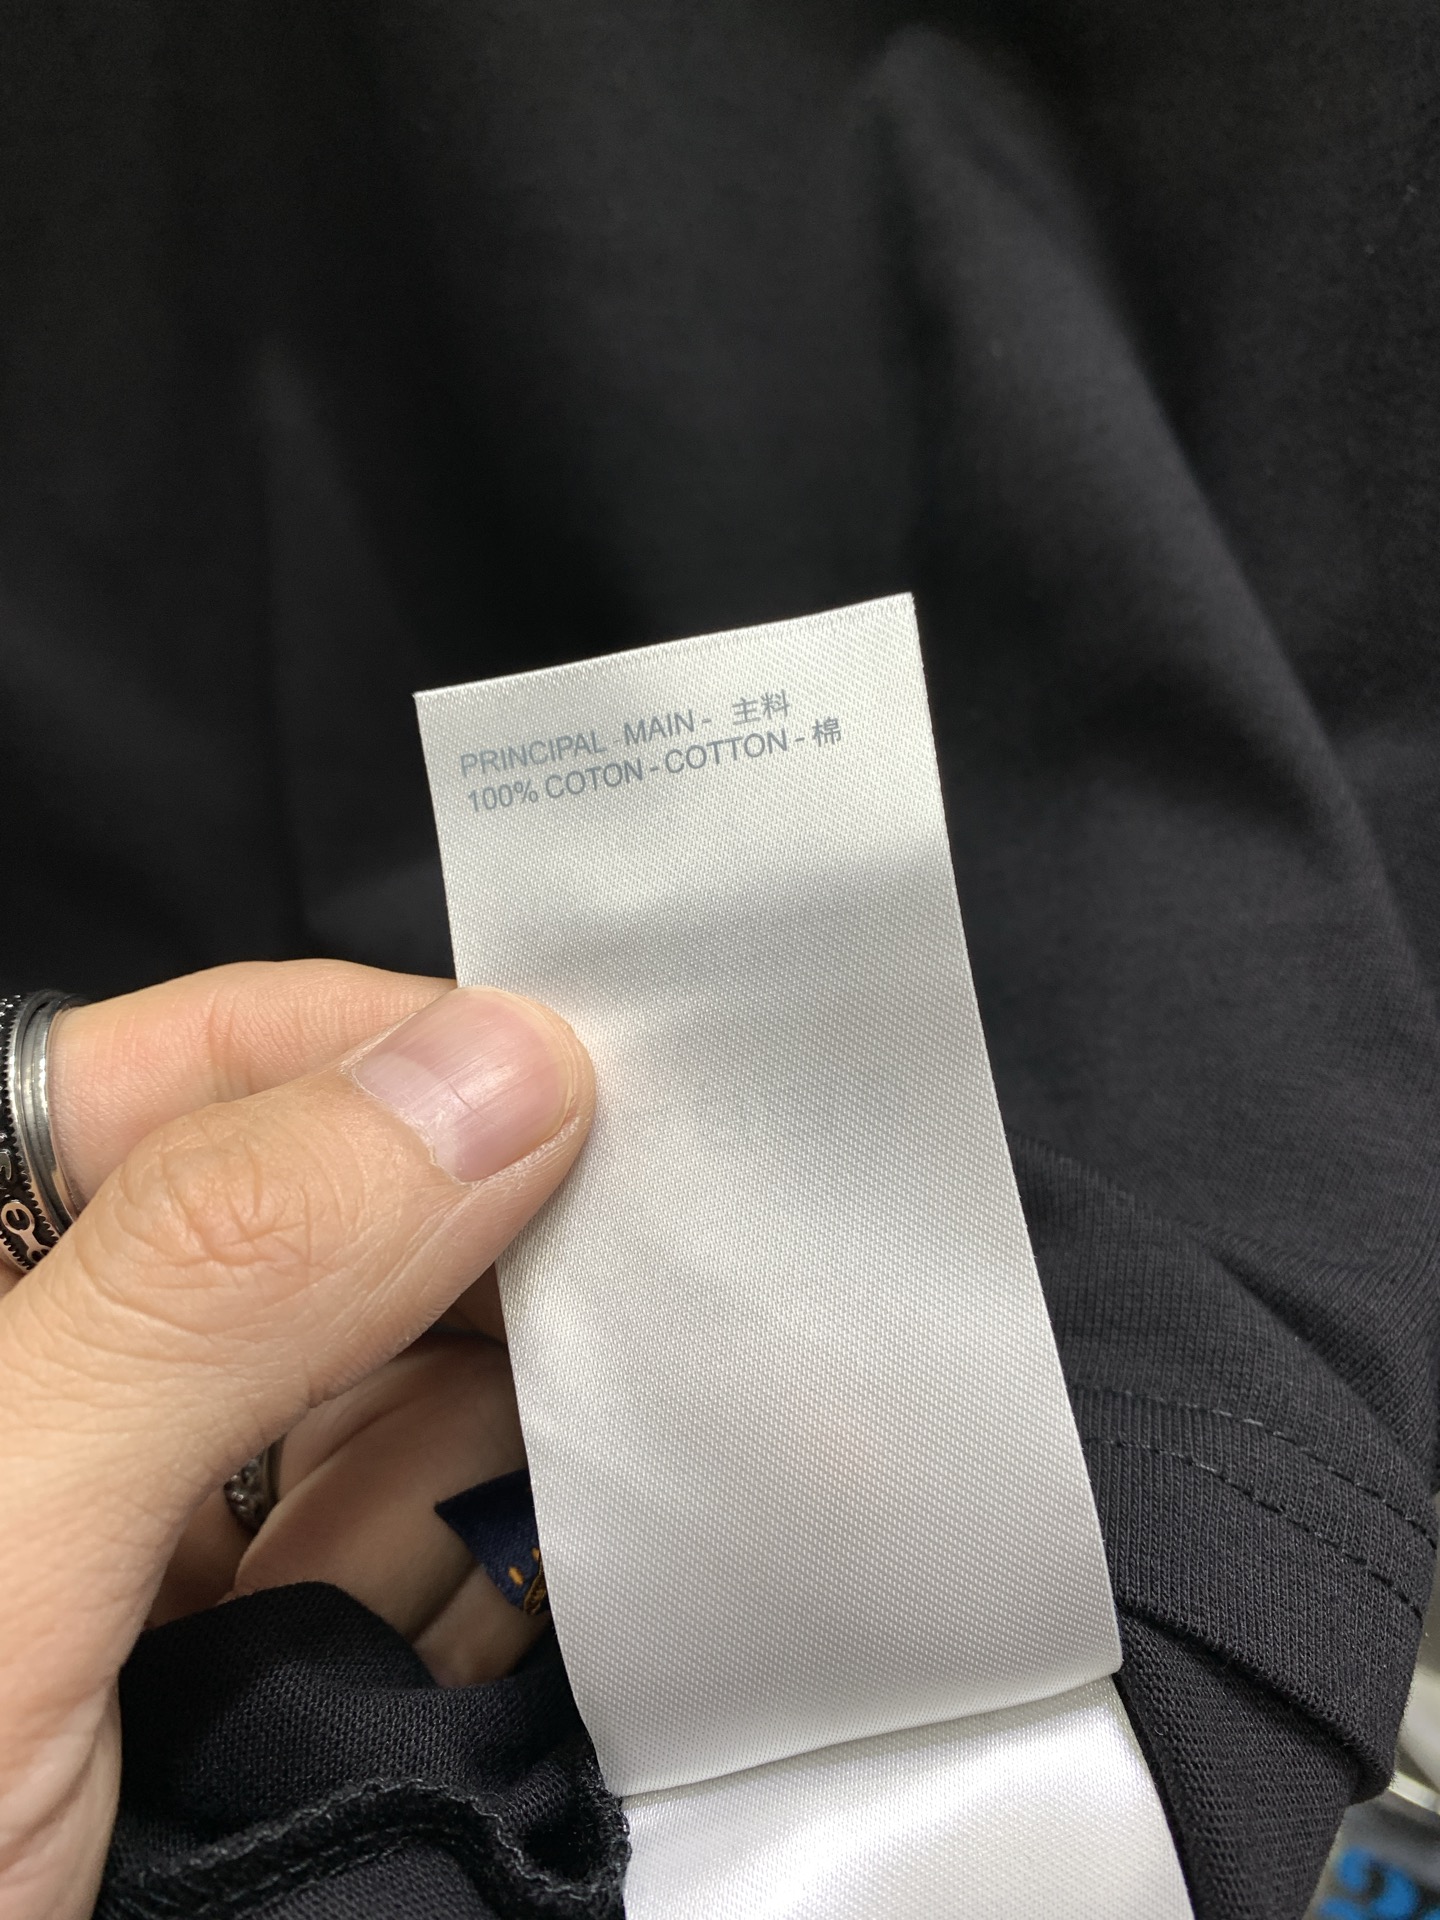 PRINCIPAL MAIN - 主料
100% COTON - COTTON - 棉